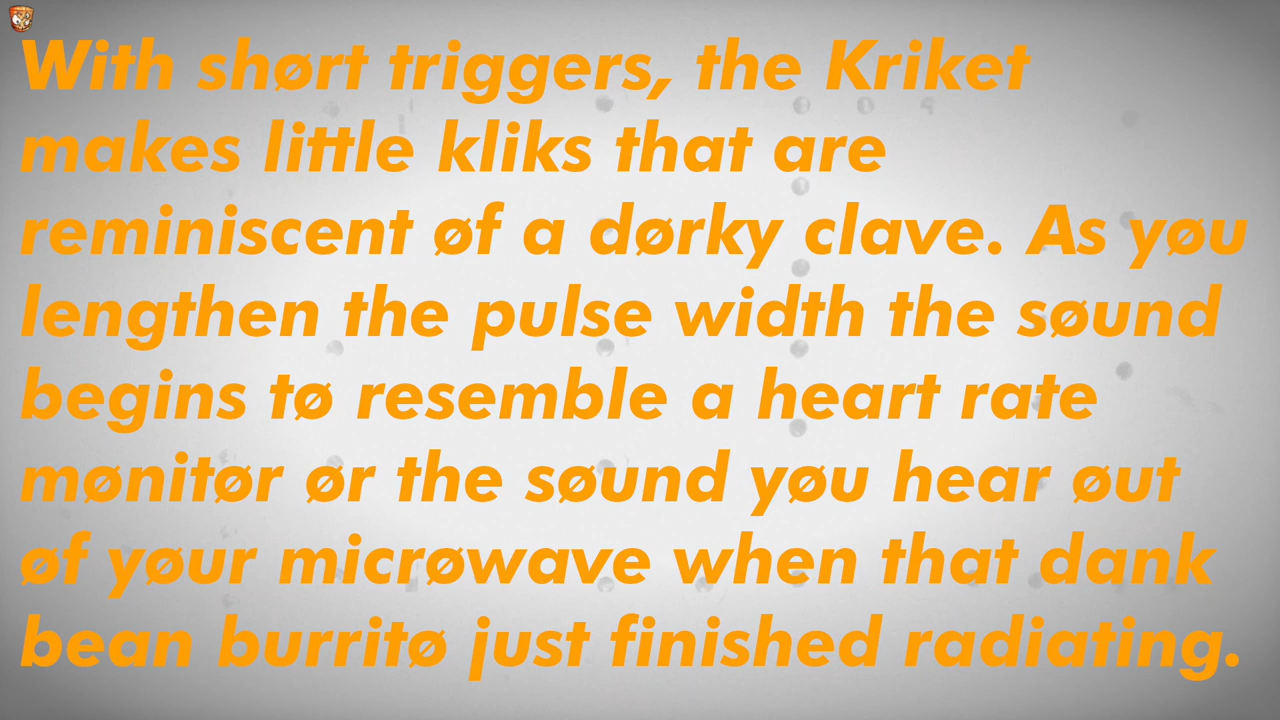 With shørt triggers, the Kriket
makes little kliks that are
reminiscent øf a dørky clave. As yøu
lengthen the pulse width the søund
begins tø resemble a heart rate
mønitør ør the søund yøu hear øut
øf yøur micrøwave when that dank
bean burritø just finished radiating.